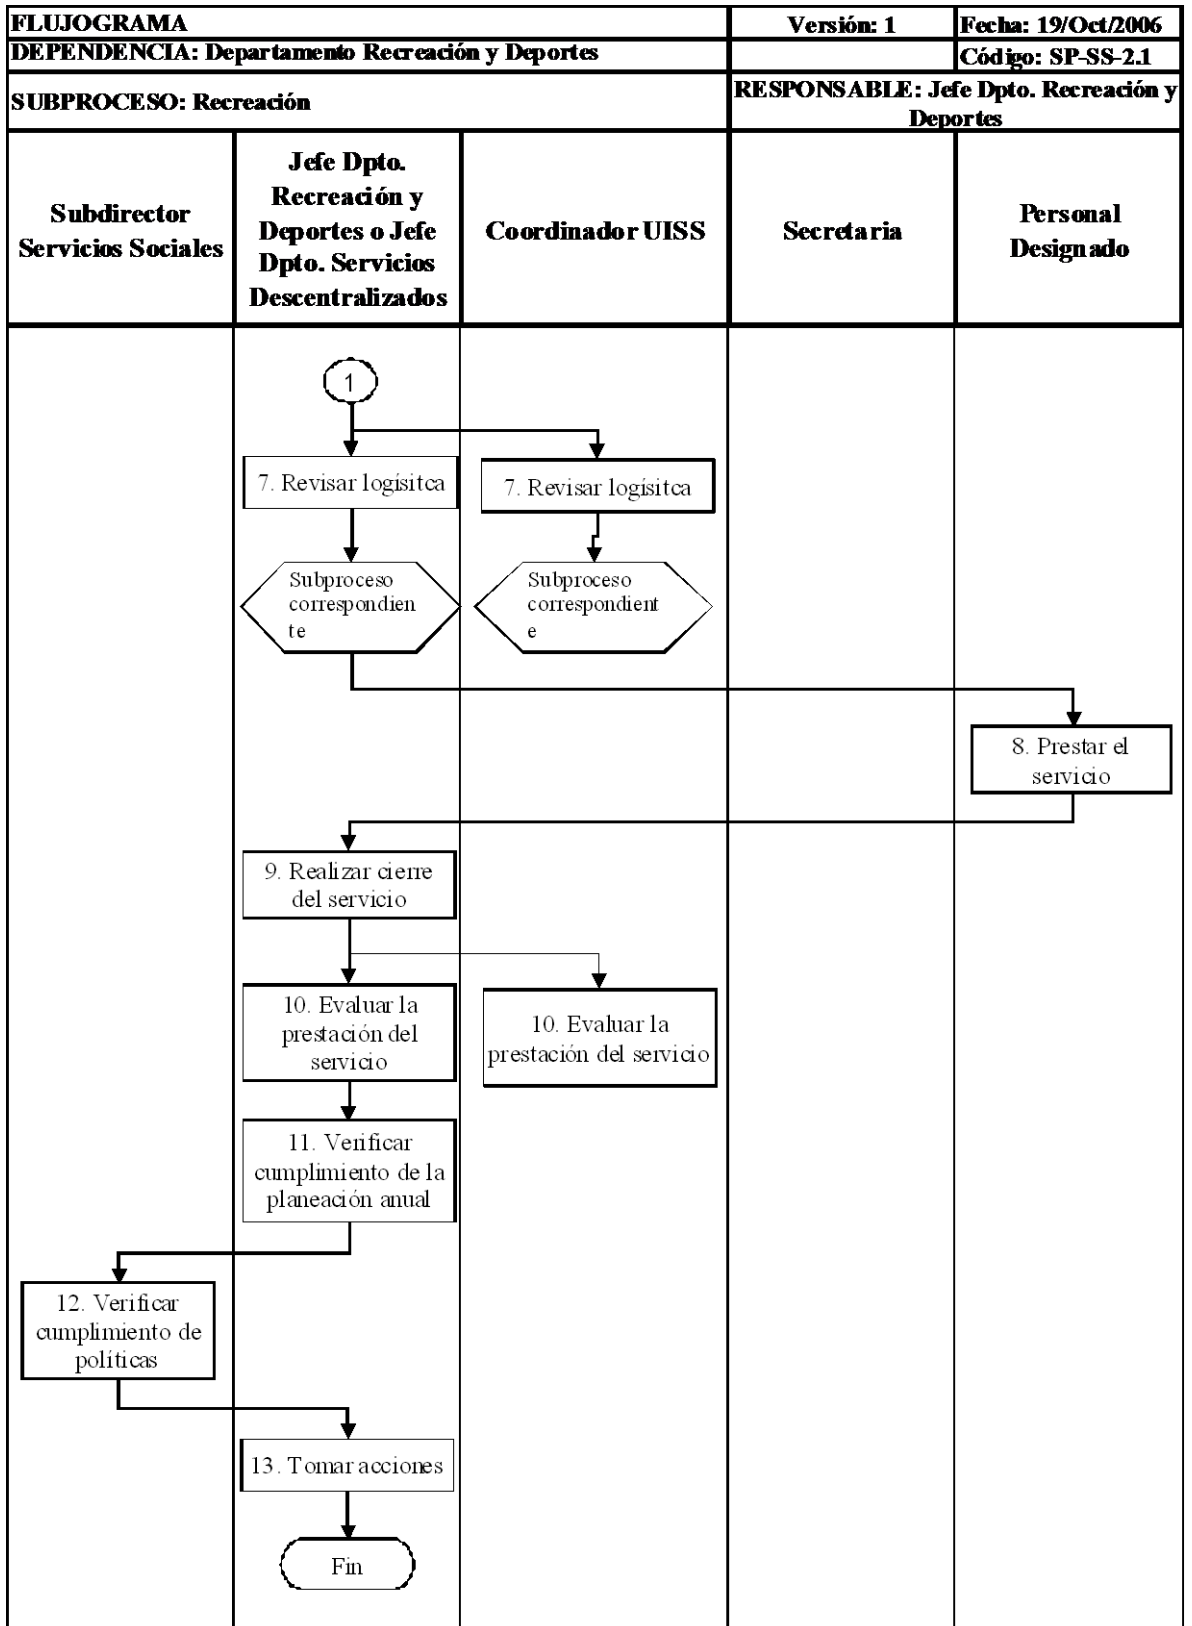 FLUJOGRAMA
Versión: 1
Fecha: 19/Oct/2006
DEPENDENCIA: Departamento Recreación y Deportes
Código: SP-SS-2.1
SUBPROCESO: Recreación
RESPONSABLE: Jefe Dpto. Recreación y
Deportes
Subdirector
Servicios Sociales
Jefe Dpto.
Recreación y
Deportes o Jefe
Dpto. Servicios
Descentralizados
Coordinador UISS
Secretaria
Personal
Designado
1
7. Revisar logísitca
7. Revisar logísitca
Subproceso
correspondien
te
Subproceso
correspondient
e
8. Prestar el
servicio
9. Realizar cierre
del servicio
10. Evaluar la
prestación del
servicio
10. Evaluar la
prestación del servicio
11. Verificar
cumplimiento de la
planeación anual
12. Verificar
cumplimiento de
políticas
13. Tomar acciones
Fin